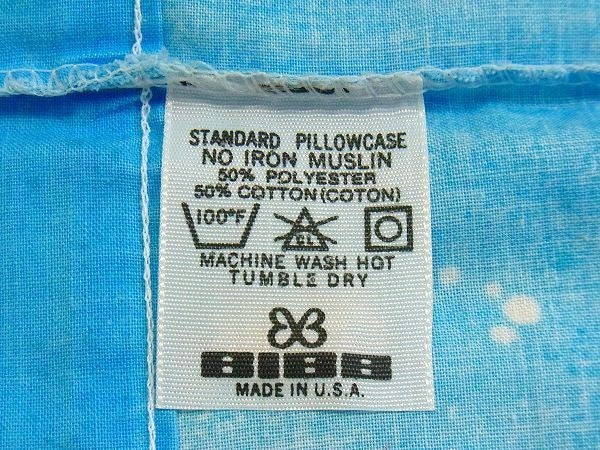 STANDARD PILLOWCASE
NO IRON MUSLIN
50% POLYESTER
50% COTTON(COTON)
100°F CL
MACHINE WASH HOT
TUMBLE DRY
BIBB
MADE IN U.S.A.